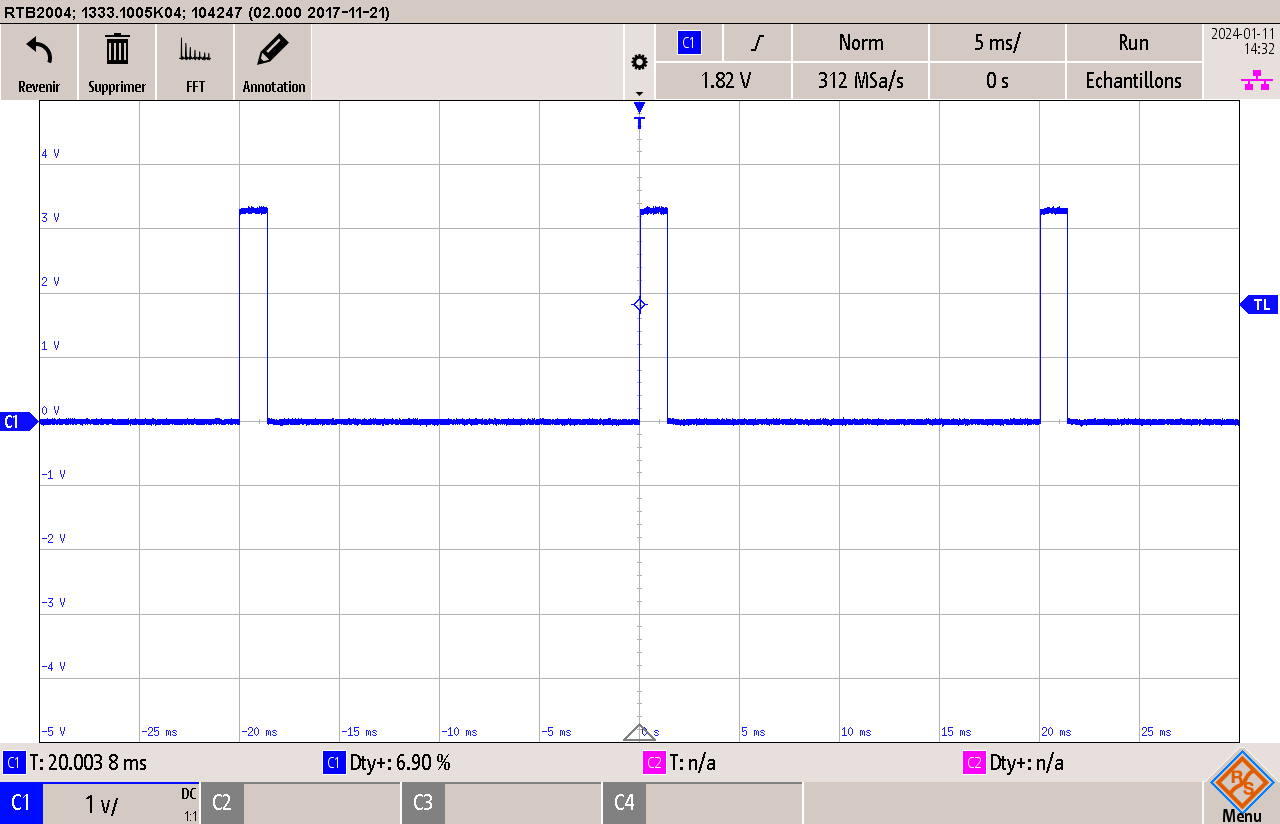 RTB2004; 1333.1005K04; 104247 (02.000 2017-11-21)
Revenir
Supprimer
FFT
Annotation
C1
Norm
5 ms/
Run
2024-01-11
14:32
1.82 V
312 MSa/s
0 s
Echantillons
T
4 V
3 V
2 V
TL
1 V
0 V
C1
-1 V
-2 V
-3 V
-4 V
-5 V
-25 ms
-20 ms
-15 ms
-10 ms
-5 ms
0 s
5 ms
10 ms
15 ms
20 ms
25 ms
C1 T: 20.003 8 ms
C1 Dty+: 6.90 %
C2 T: n/a
C2 Dty+: n/a
C1
1 V/
DC
1:1
C2
C3
C4
R
S
Menu